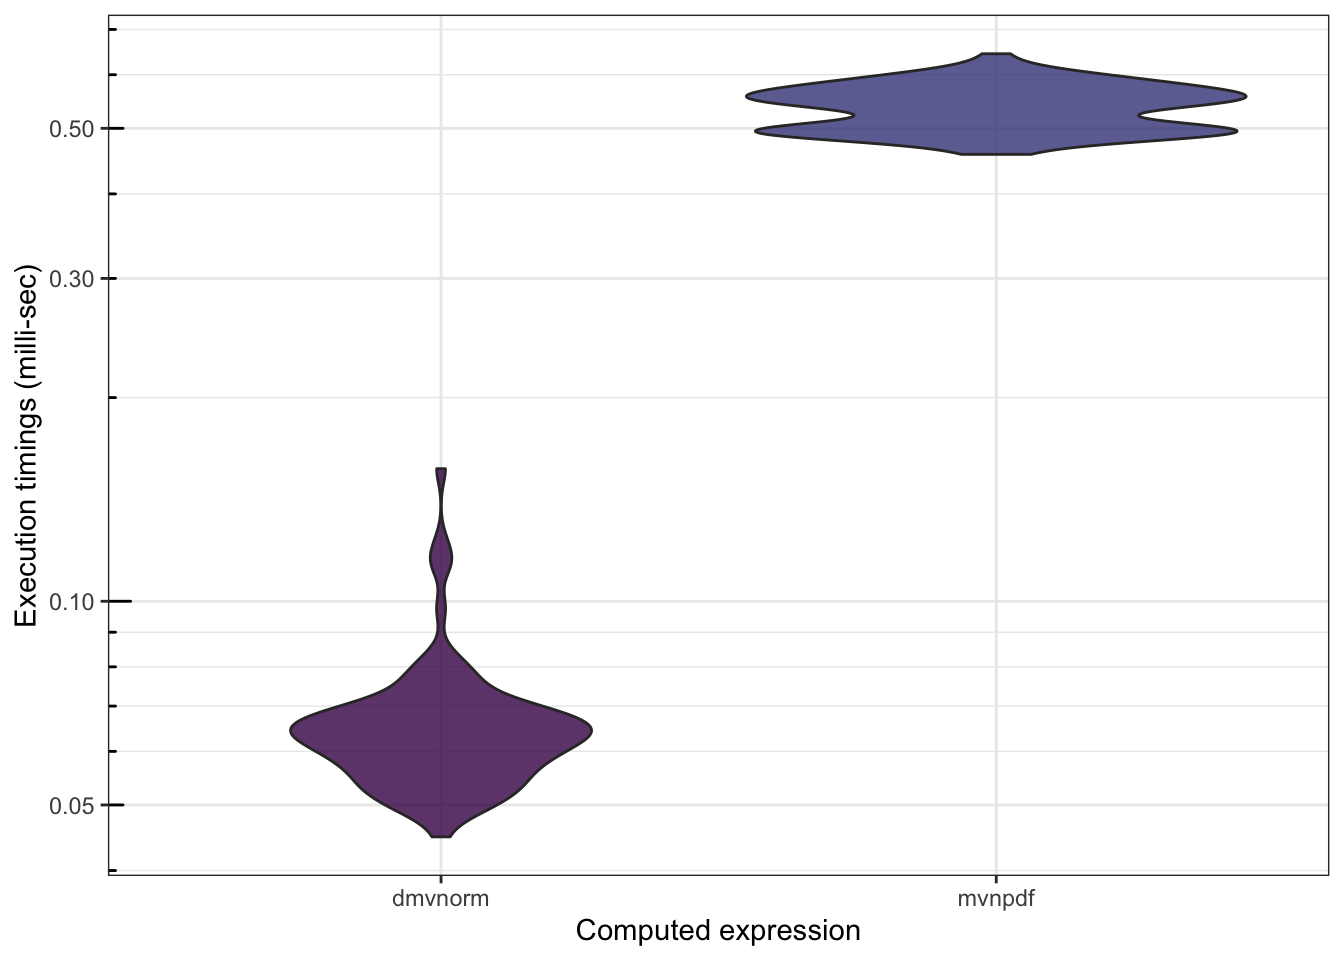 0.50
0.30
0.10
0.05
Execution timings (milli-sec)
dmvnorm
mvnpdf
Computed expression